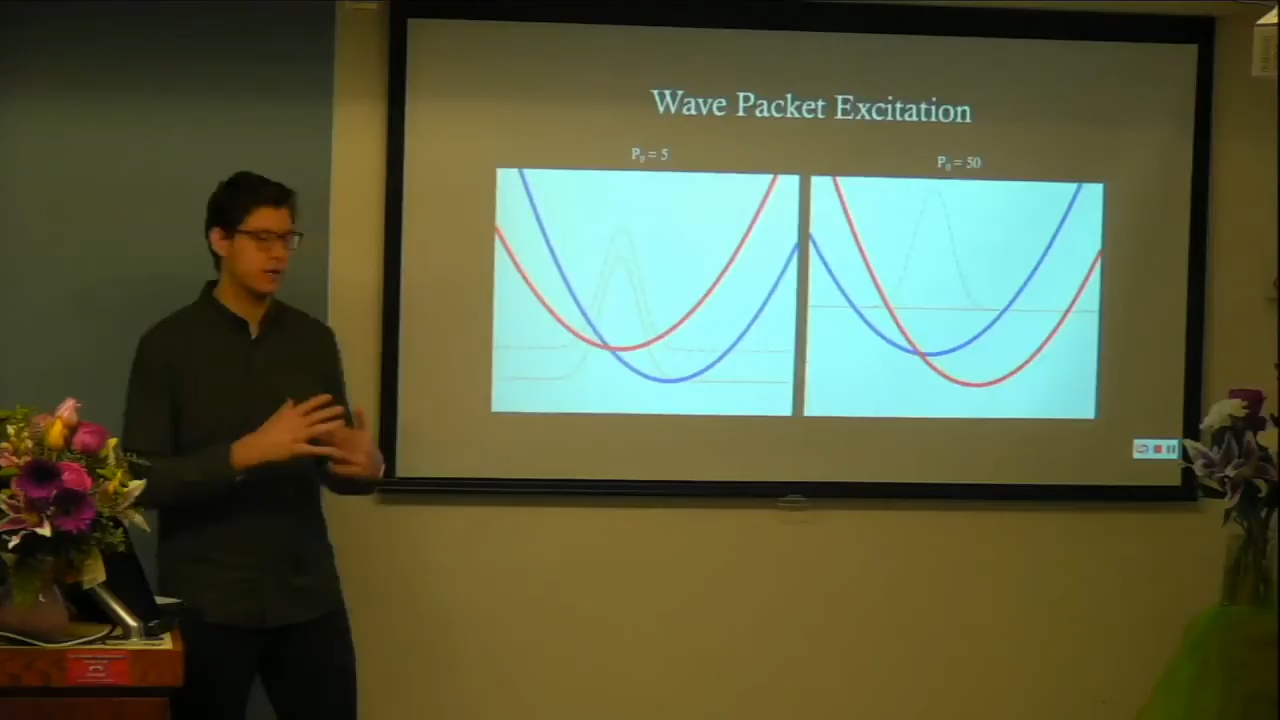 Wave Packet Excitation
P₀ = 5
P₀ = 50